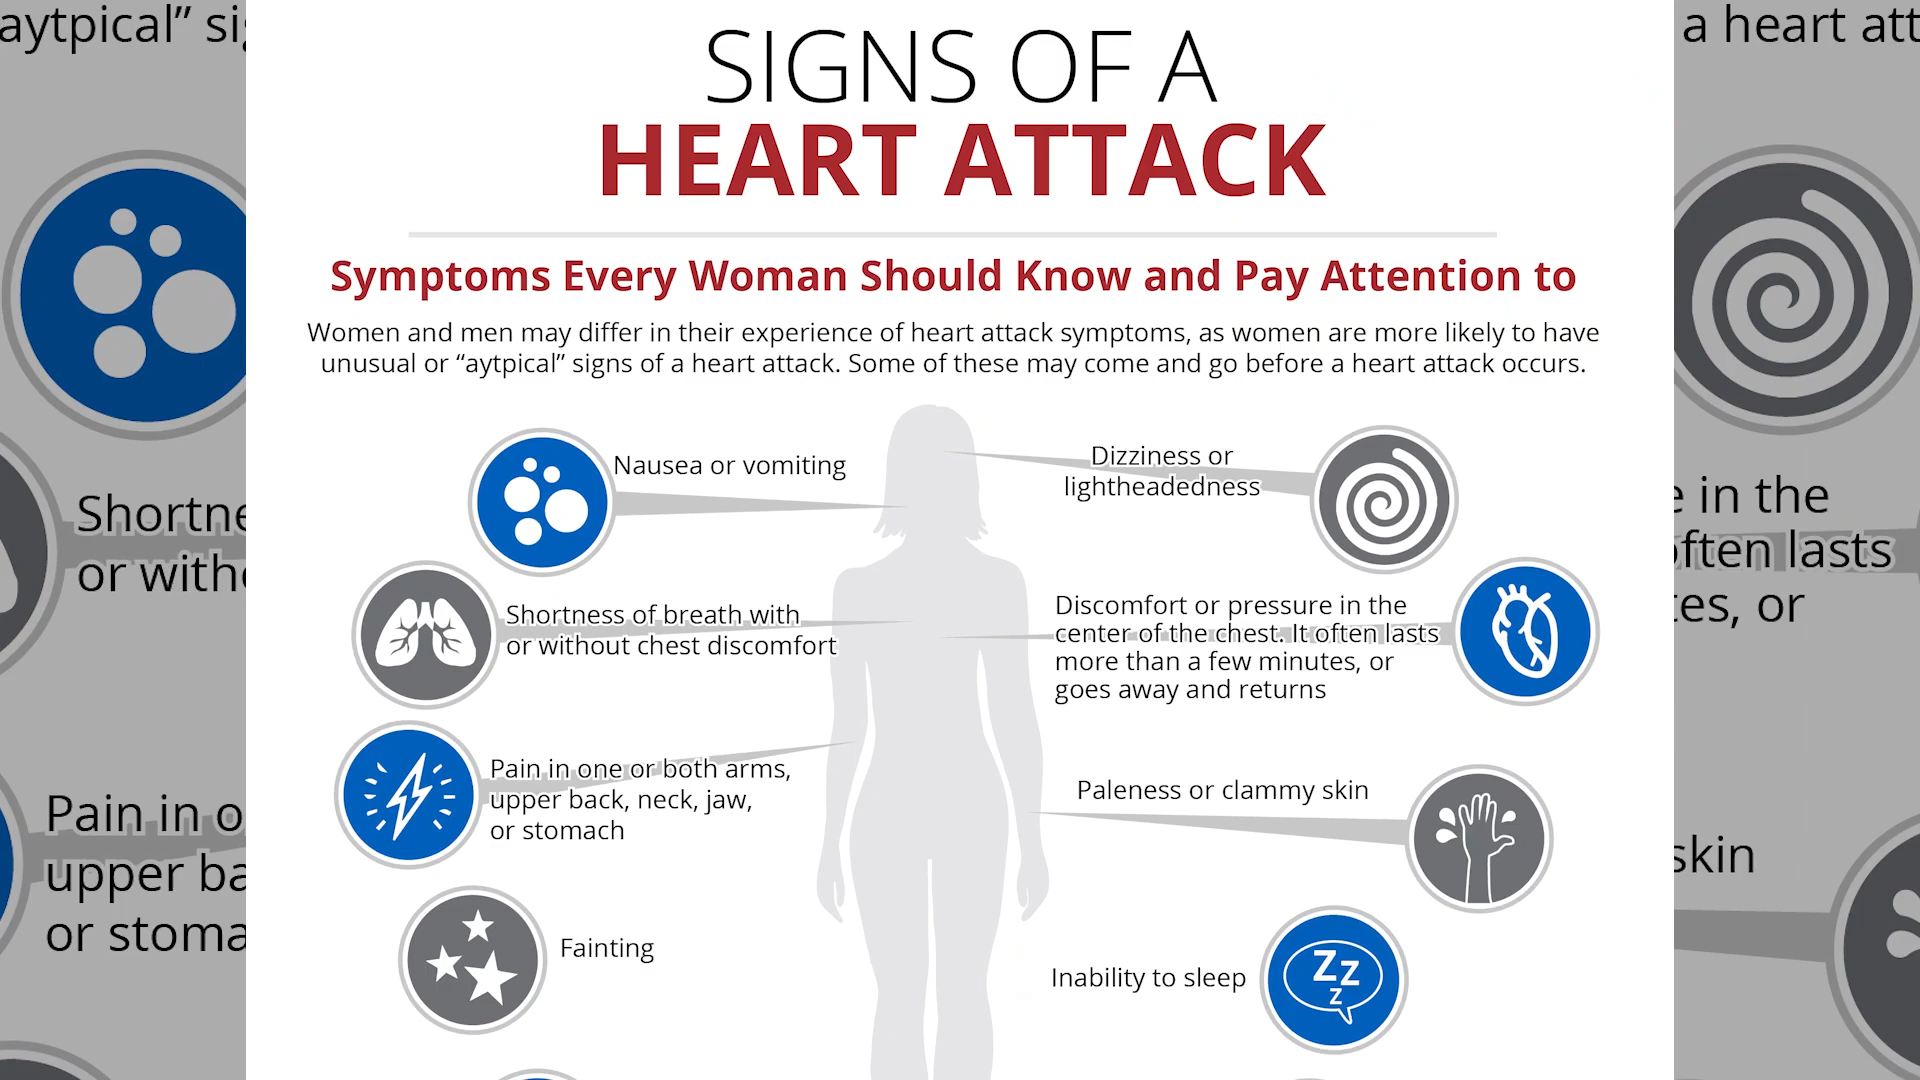 SIGNS OF A
HEART ATTACK
Symptoms Every Woman Should Know and Pay Attention to
Women and men may differ in their experience of heart attack symptoms, as women are more likely to have
unusual or “aytpical” signs of a heart attack. Some of these may come and go before a heart attack occurs.
Nausea or vomiting
Dizziness or
lightheadedness
Shortness of breath with
or without chest discomfort
Discomfort or pressure in the
center of the chest. It often lasts
more than a few minutes, or
goes away and returns
Pain in one or both arms,
upper back, neck, jaw,
or stomach
Paleness or clammy skin
Fainting
Inability to sleep
Zzz
aytpical” si
Shortne
or witho
Pain in o
upper ba
or stoma
a heart att
e in the
often lasts
tes, or
skin